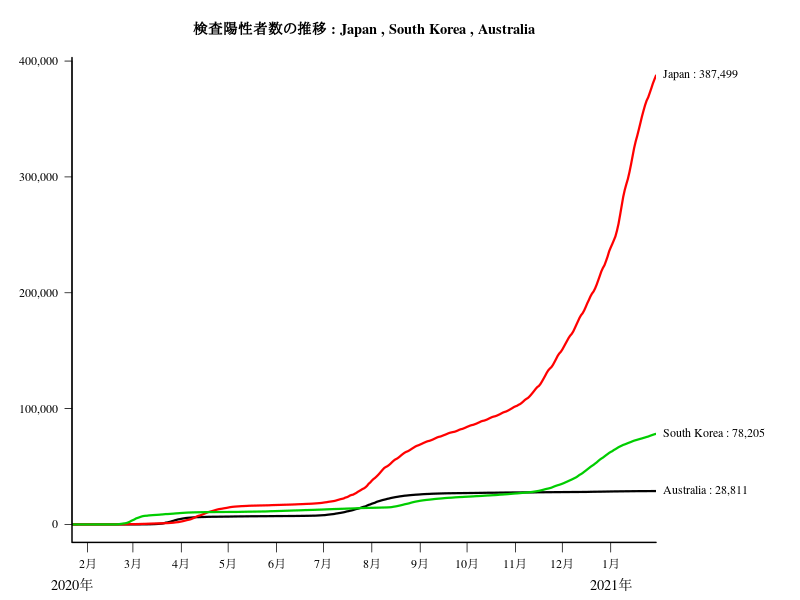 検査陽性者数の推移 : Japan , South Korea , Australia
400,000
300,000
200,000
100,000
0
Japan : 387,499
South Korea : 78,205
Australia : 28,811
2月 3月 4月 5月 6月 7月 8月 9月 10月 11月 12月 1月
2020年 2021年